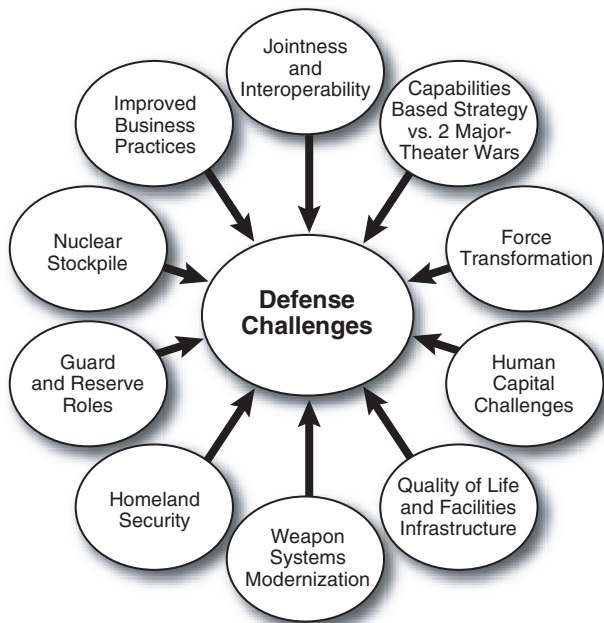 Jointness
and
Interoperability
Capabilities
Based Strategy
vs. 2 Major-
Theater Wars
Force
Transformation
Human
Capital
Challenges
Quality of Life
and Facilities
Infrastructure
Weapon
Systems
Modernization
Homeland
Security
Guard
and Reserve
Roles
Nuclear
Stockpile
Improved
Business
Practices
Defense
Challenges